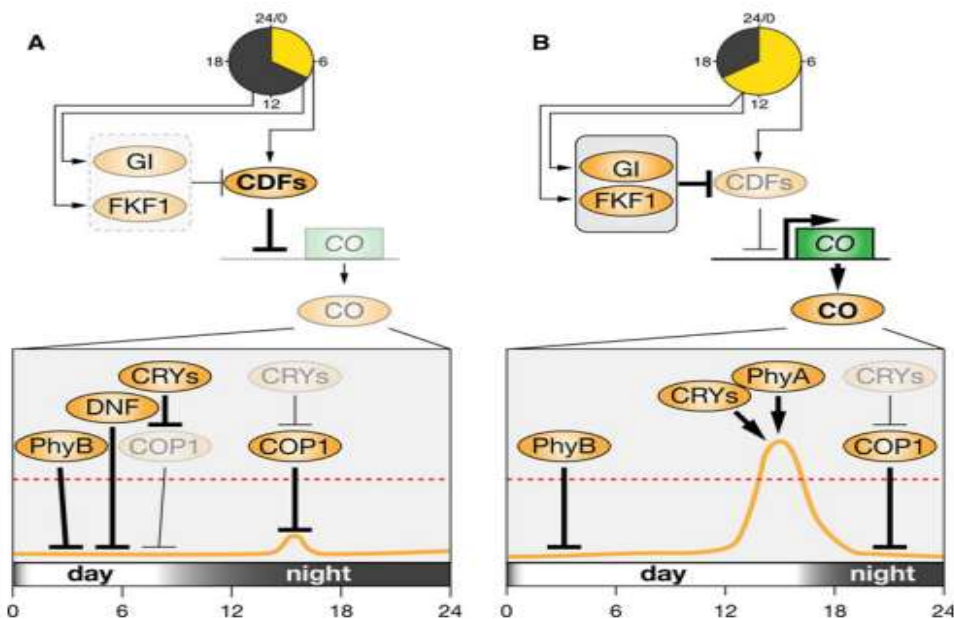 A
24/0
18
6
12
GI
FKF1
CDFs
CO
CO
CRYs
CRYs
DNF
PhyB
COP1
COP1
day
night
0
6
12
18
24
B
24/0
18
6
12
GI
FKF1
CDFs
CO
CO
CRYs
PhyA
CRYs
PhyB
COP1
day
night
0
6
12
18
24